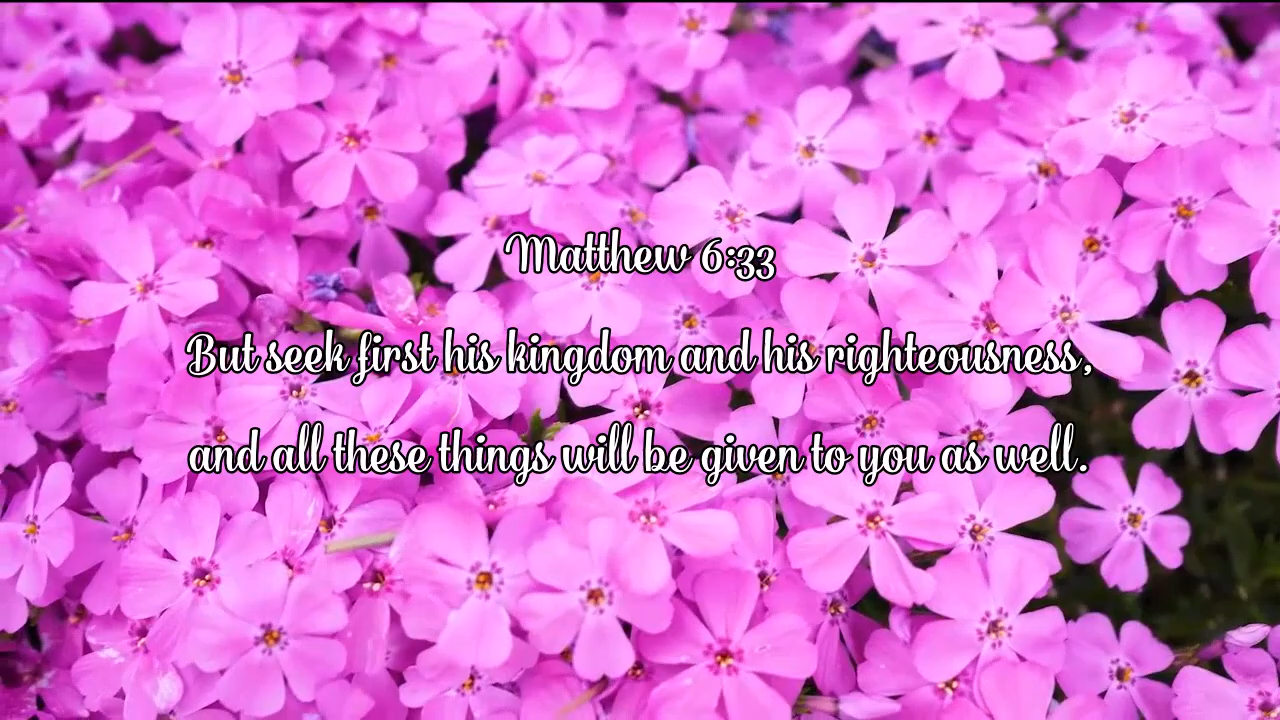 Matthew 6:33
But seek first his kingdom and his righteousness,
and all these things will be given to you as well.